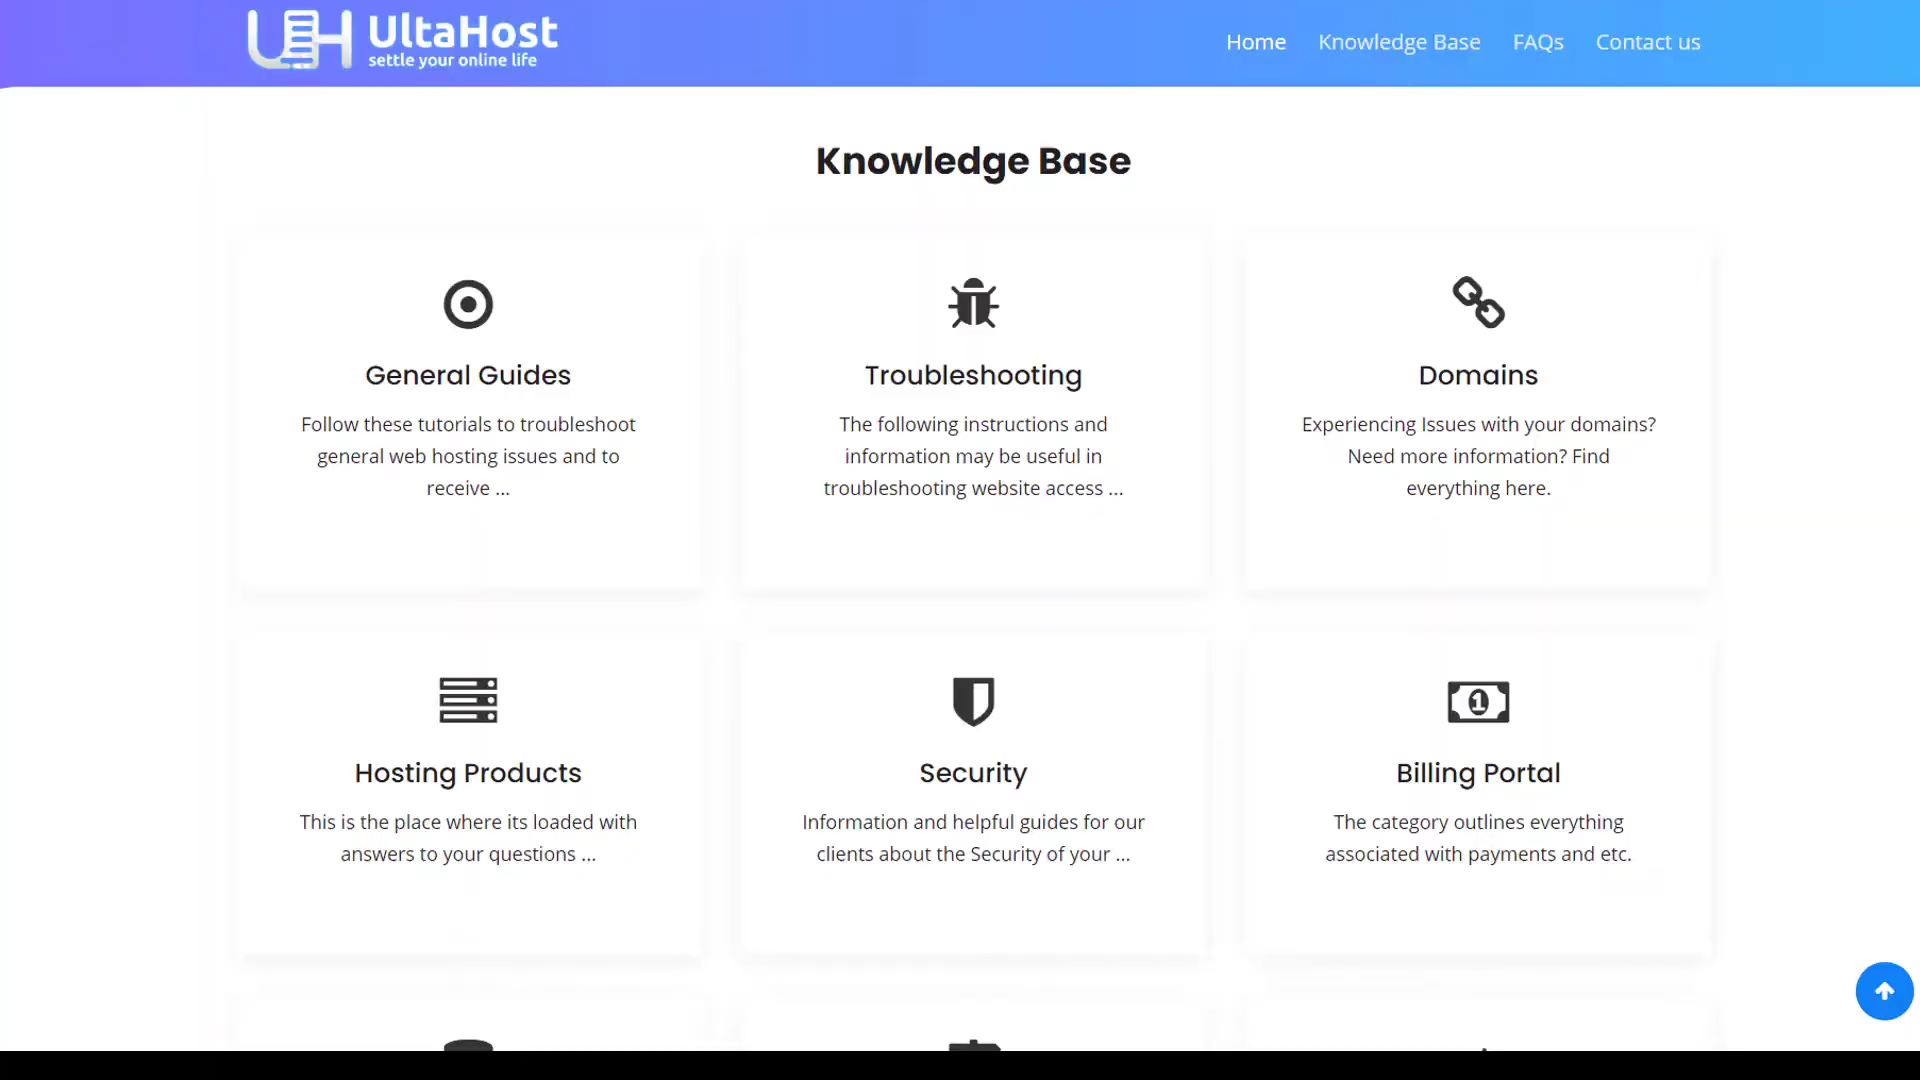 UltaHost
settle your online life
Home
Knowledge Base
FAQs
Contact us
Knowledge Base
General Guides
Follow these tutorials to troubleshoot
general web hosting issues and to
receive ...
Troubleshooting
The following instructions and
information may be useful in
troubleshooting website access ...
Domains
Experiencing Issues with your domains?
Need more information? Find
everything here.
Hosting Products
This is the place where its loaded with
answers to your questions ...
Security
Information and helpful guides for our
clients about the Security of your ...
Billing Portal
The category outlines everything
associated with payments and etc.